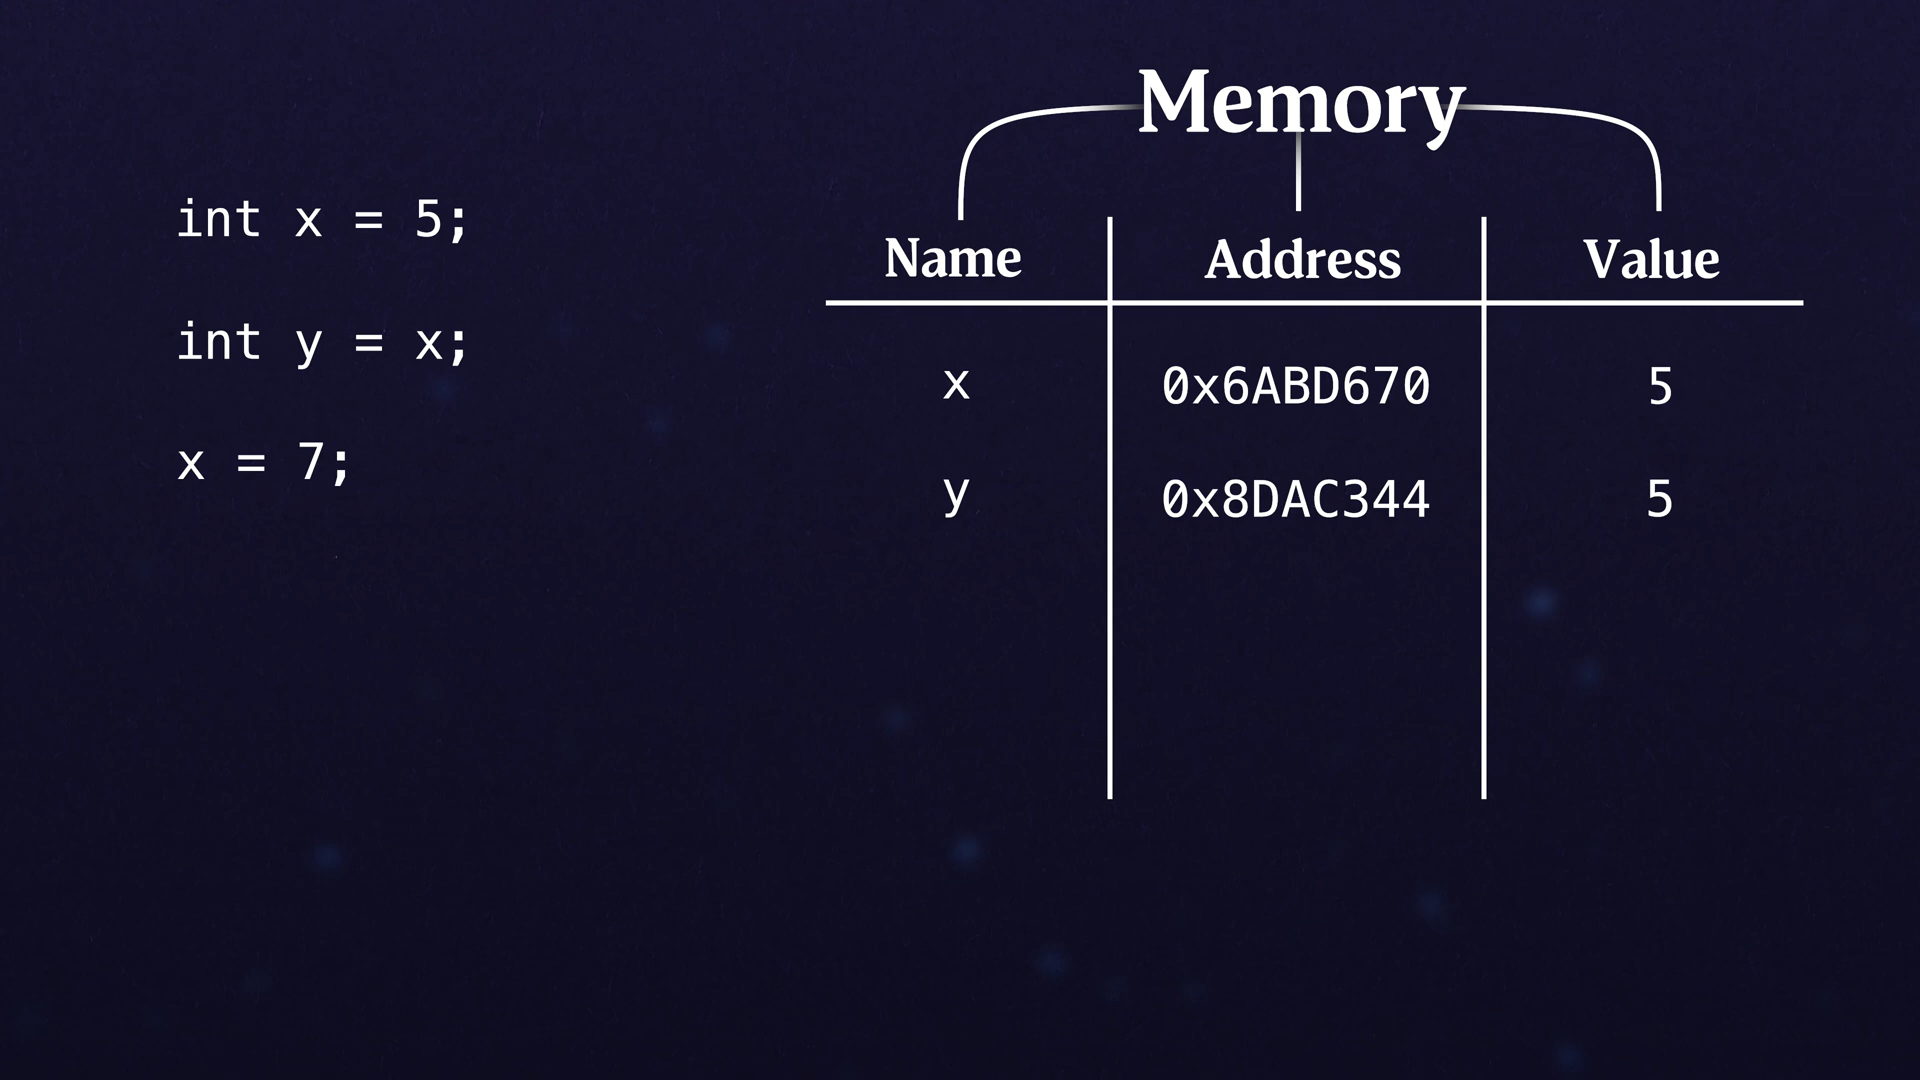 int x = 5;
int y = x;
x = 7;
Memory
Name Address Value
x 0x6ABD670 5
y 0x8DAC344 5